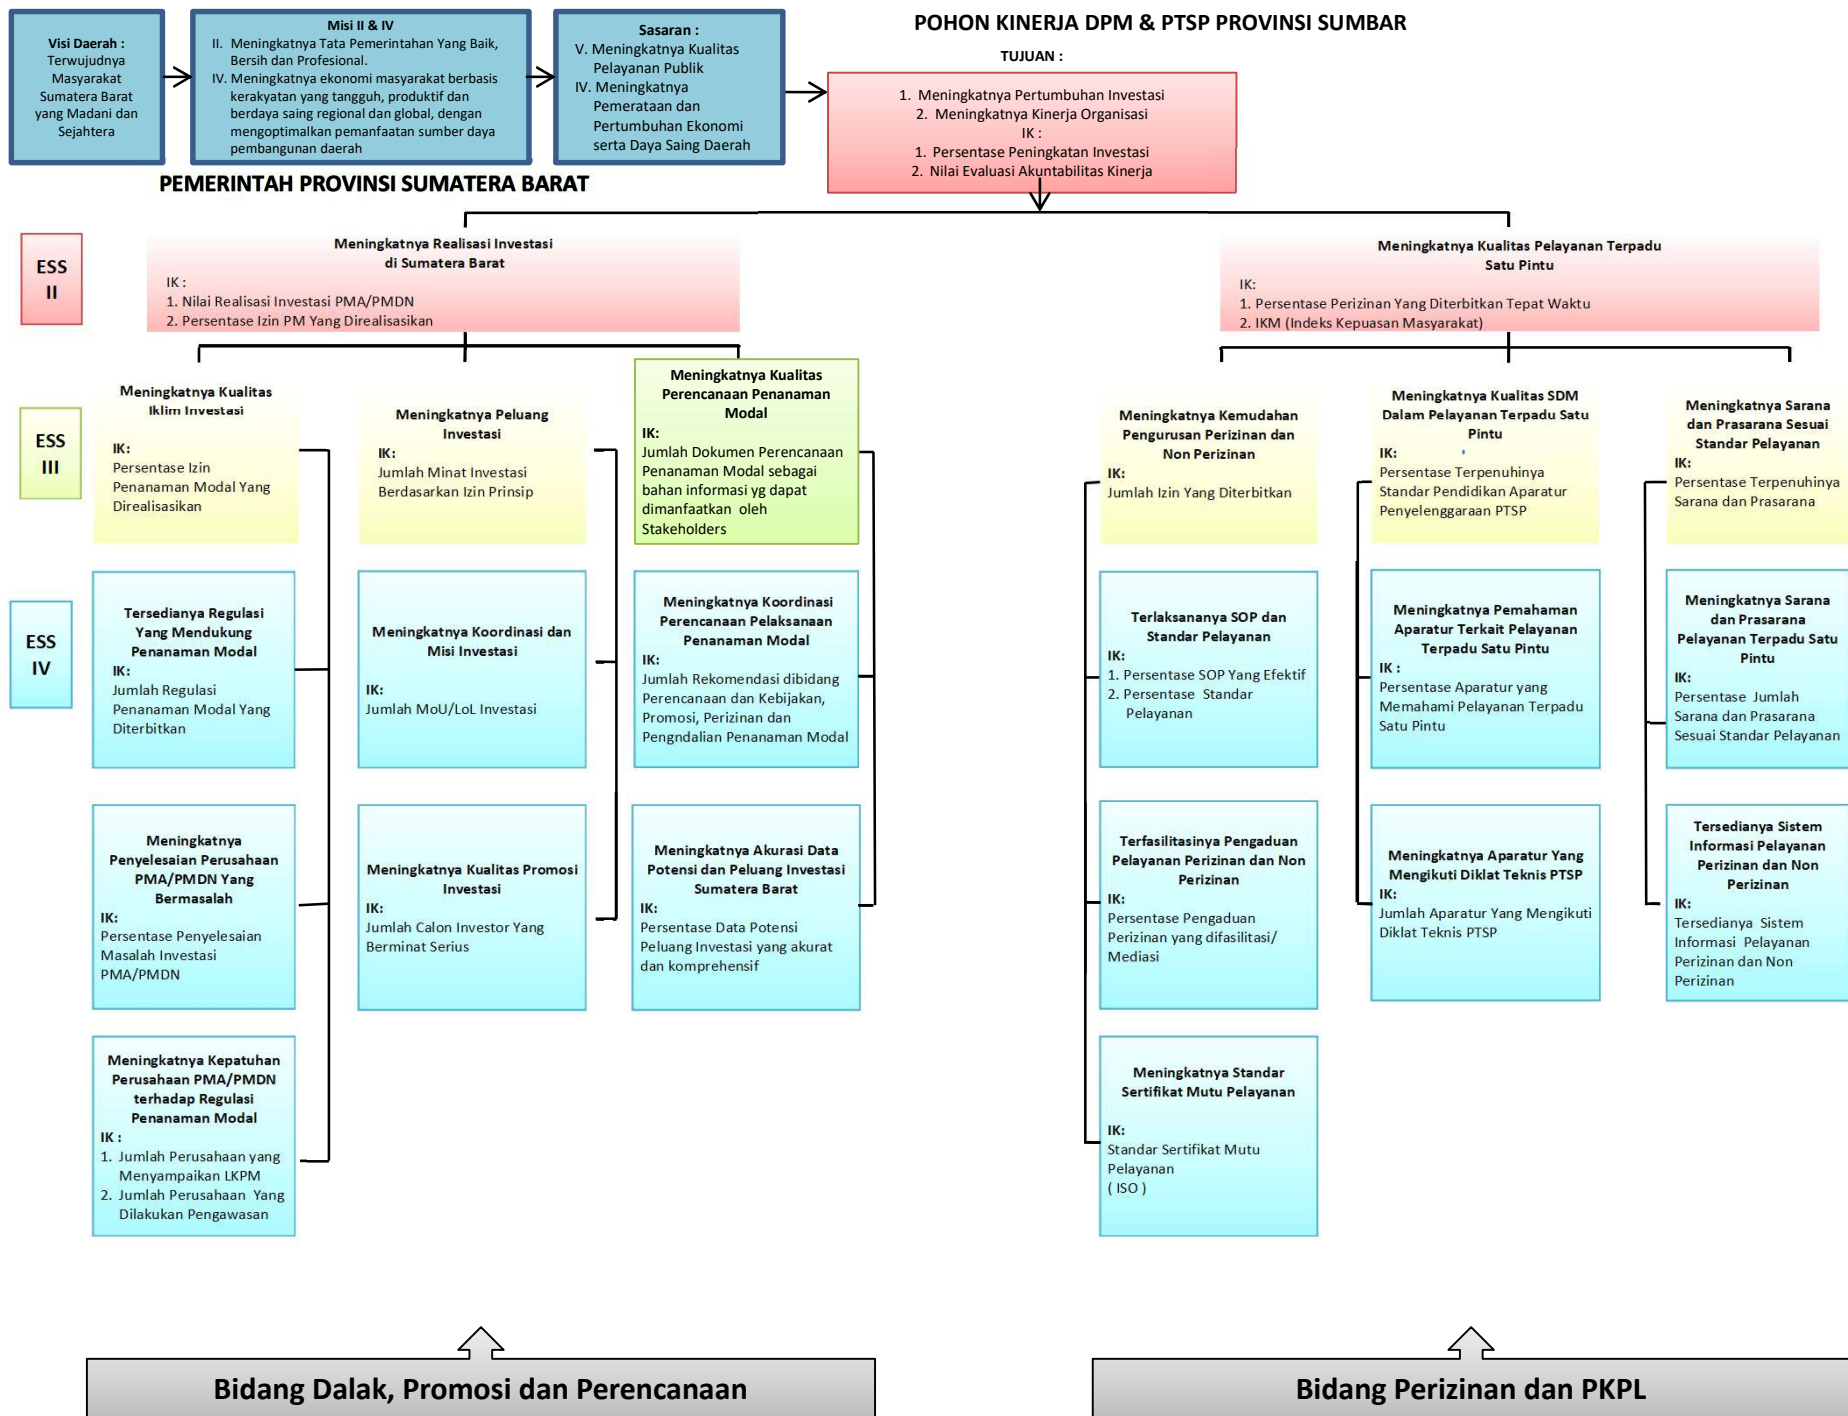 Visi Daerah :
Terwujudnya
Masyarakat
Sumatera Barat
yang Madani dan
Sejahtera
Misi II & IV
II. Meningkatnya Tata Pemerintahan Yang Baik,
Bersih dan Profesional.
IV. Meningkatnya ekonomi masyarakat berbasis
kerakyatan yang tangguh, produktif dan
berdaya saing regional dan global, dengan
mengoptimalkan pemanfaatan sumber daya
pembangunan daerah
Sasaran :
V. Meningkatnya Kualitas
Pelayanan Publik
IV. Meningkatnya
Pemerataan dan
Pertumbuhan Ekonomi
serta Daya Saing Daerah
POHON KINERJA DPM & PTSP PROVINSI SUMBAR
TUJUAN :
1. Meningkatnya Pertumbuhan Investasi
2. Meningkatnya Kinerja Organisasi
IK :
1. Persentase Peningkatan Investasi
2. Nilai Evaluasi Akuntabilitas Kinerja
PEMERINTAH PROVINSI SUMATERA BARAT
ESS
II
Meningkatnya Realisasi Investasi
di Sumatera Barat
IK :
1. Nilai Realisasi Investasi PMA/PMDN
2. Persentase Izin PM Yang Direalisasikan
Meningkatnya Kualitas Pelayanan Terpadu
Satu Pintu
IK:
1. Persentase Perizinan Yang Diterbitkan Tepat Waktu
2. IKM (Indeks Kepuasan Masyarakat)
ESS
III
Meningkatnya Kualitas
Iklim Investasi
IK:
Persentase Izin
Penanaman Modal Yang
Direalisasikan
Meningkatnya Peluang
Investasi
IK:
Jumlah Minat Investasi
Berdasarkan Izin Prinsip
Meningkatnya Kualitas
Perencanaan Penanaman
Modal
IK:
Jumlah Dokumen Perencanaan
Penanaman Modal sebagai
bahan informasi yg dapat
dimanfaatkan oleh
Stakeholders
Meningkatnya Kemudahan
Pengurusan Perizinan dan
Non Perizinan
IK:
Jumlah Izin Yang Diterbitkan
Meningkatnya Kualitas SDM
Dalam Pelayanan Terpadu Satu
Pintu
IK:
Persentase Terpenuhinya
Standar Pendidikan Aparatur
Penyelenggaraan PTSP
Meningkatnya Sarana
dan Prasarana Sesuai
Standar Pelayanan
IK:
Persentase Terpenuhinya
Sarana dan Prasarana
ESS
IV
Tersedianya Regulasi
Yang Mendukung
Penanaman Modal
IK:
Jumlah Regulasi
Penanaman Modal Yang
Diterbitkan
Meningkatnya Koordinasi dan
Misi Investasi
IK:
Jumlah MoU/LoL Investasi
Meningkatnya Koordinasi
Perencanaan Pelaksanaan
Penanaman Modal
IK:
Jumlah Rekomendasi dibidang
Perencanaan dan Kebijakan,
Promosi, Perizinan dan
Pengndalian Penanaman Modal
Terlaksananya SOP dan
Standar Pelayanan
IK:
1. Persentase SOP Yang Efektif
2. Persentase Standar
Pelayanan
Meningkatnya Pemahaman
Aparatur Terkait Pelayanan
Terpadu Satu Pintu
IK :
Persentase Aparatur yang
Memahami Pelayanan Terpadu
Satu Pintu
Meningkatnya Sarana
dan Prasarana
Pelayanan Terpadu Satu
Pintu
IK:
Persentase Jumlah
Sarana dan Prasarana
Sesuai Standar Pelayanan
Meningkatnya
Penyelesaian Perusahaan
PMA/PMDN Yang
Bermasalah
IK:
Persentase Penyelesaian
Masalah Investasi
PMA/PMDN
Meningkatnya Kualitas Promosi
Investasi
IK:
Jumlah Calon Investor Yang
Berminat Serius
Meningkatnya Akurasi Data
Potensi dan Peluang Investasi
Sumatera Barat
IK:
Persentase Data Potensi
Peluang Investasi yang akurat
dan komprehensif
Terfasilitasinya Pengaduan
Pelayanan Perizinan dan Non
Perizinan
IK:
Persentase Pengaduan
Perizinan yang difasilitasi/
Mediasi
Meningkatnya Aparatur Yang
Mengikuti Diklat Teknis PTSP
IK:
Jumlah Aparatur Yang Mengikuti
Diklat Teknis PTSP
Tersedianya Sistem
Informasi Pelayanan
Perizinan dan Non
Perizinan
IK:
Tersedianya Sistem
Informasi Pelayanan
Perizinan dan Non
Perizinan
Meningkatnya Kepatuhan
Perusahaan PMA/PMDN
terhadap Regulasi
Penanaman Modal
IK :
1. Jumlah Perusahaan yang
Menyampaikan LKPM
2. Jumlah Perusahaan Yang
Dilakukan Pengawasan
Meningkatnya Standar
Sertifikat Mutu Pelayanan
IK:
Standar Sertifikat Mutu
Pelayanan
( ISO )
Bidang Dalak, Promosi dan Perencanaan
Bidang Perizinan dan PKPL